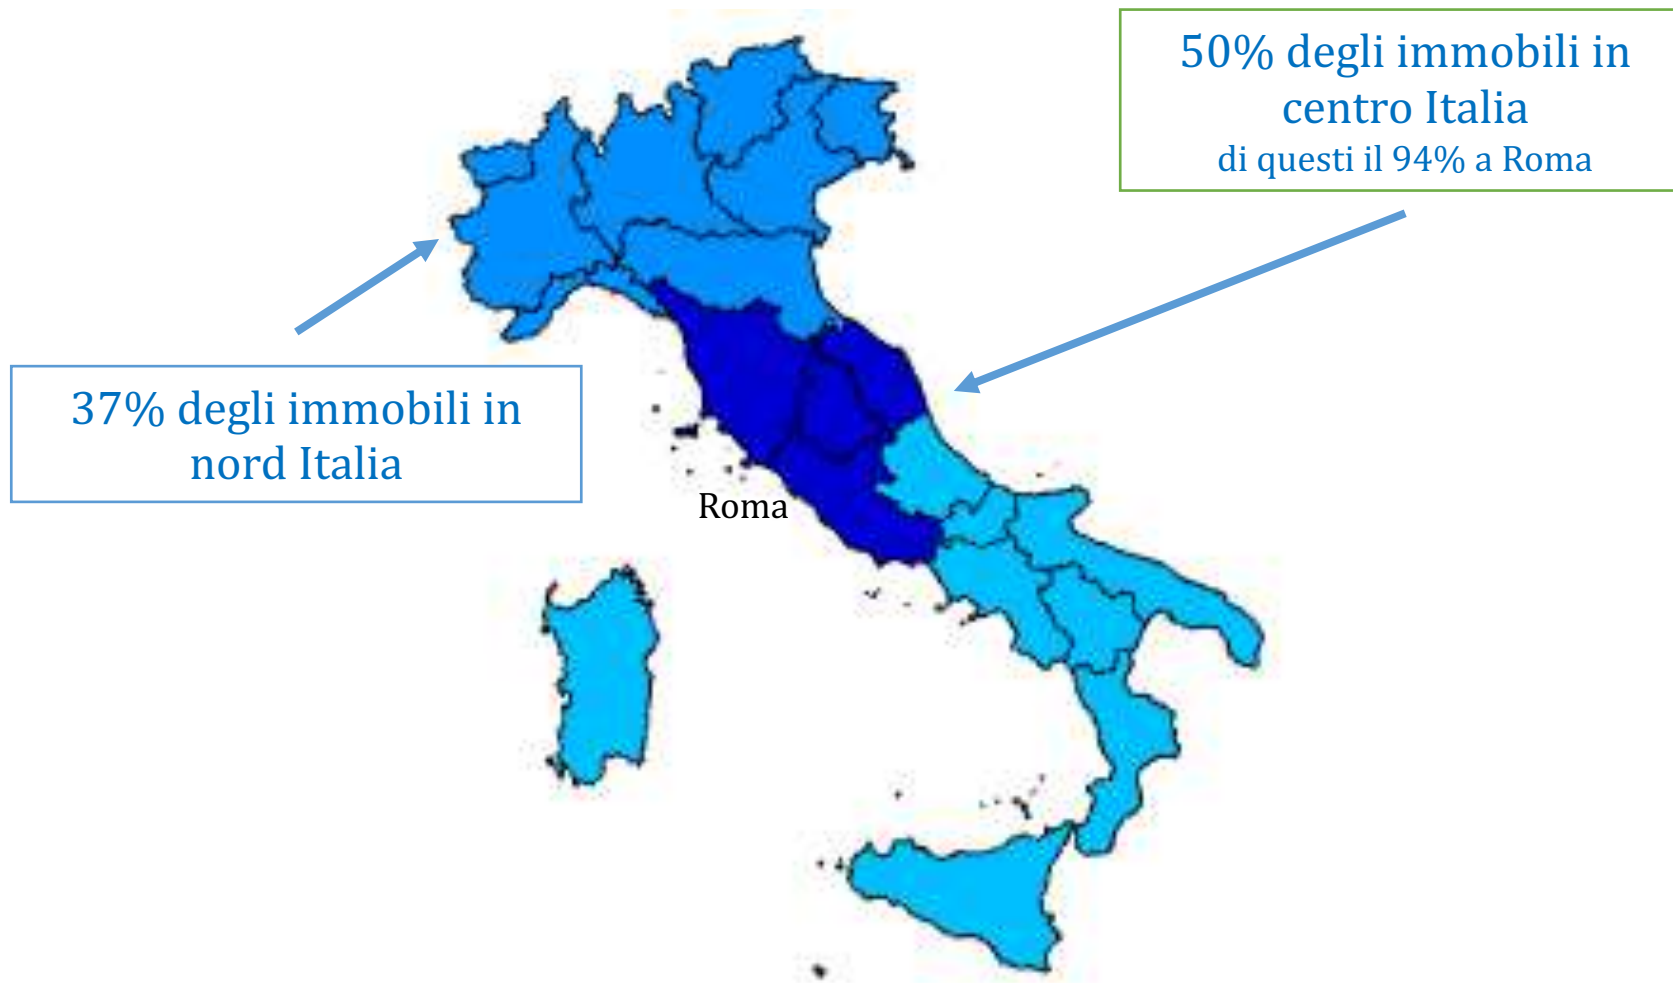 50% degli immobili in
centro Italia
di questi il 94% a Roma
37% degli immobili in
nord Italia
Roma